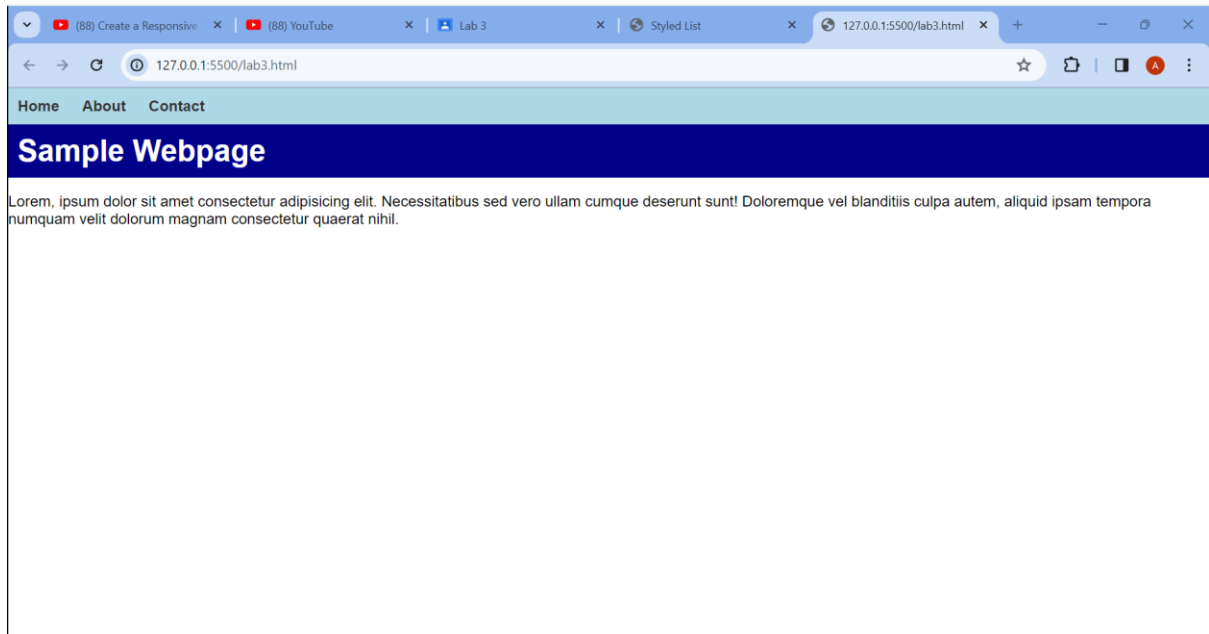 (88) Create a Responsive
(88) YouTube
Lab 3
Styled List
127.0.0.1:5500/lab3.html
127.0.0.1:5500/lab3.html
A
Home About Contact
Sample Webpage
Lorem, ipsum dolor sit amet consectetur adipisicing elit. Necessitatibus sed vero ullam cumque deserunt sunt! Doloremque vel blanditiis culpa autem, aliquid ipsam tempora
numquam velit dolorum magnam consectetur quaerat nihil.